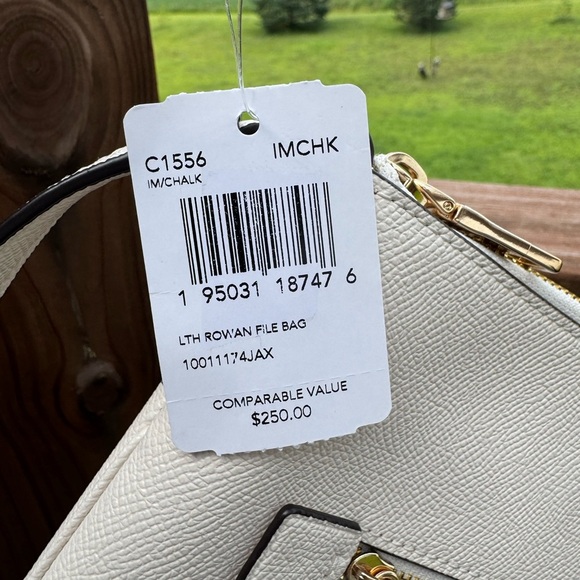 C1556 IMCHK
IM/CHALK
1 95031 18747 6
LTH ROWAN FILE BAG
10011174JAX
COMPARABLE VALUE
$250.00